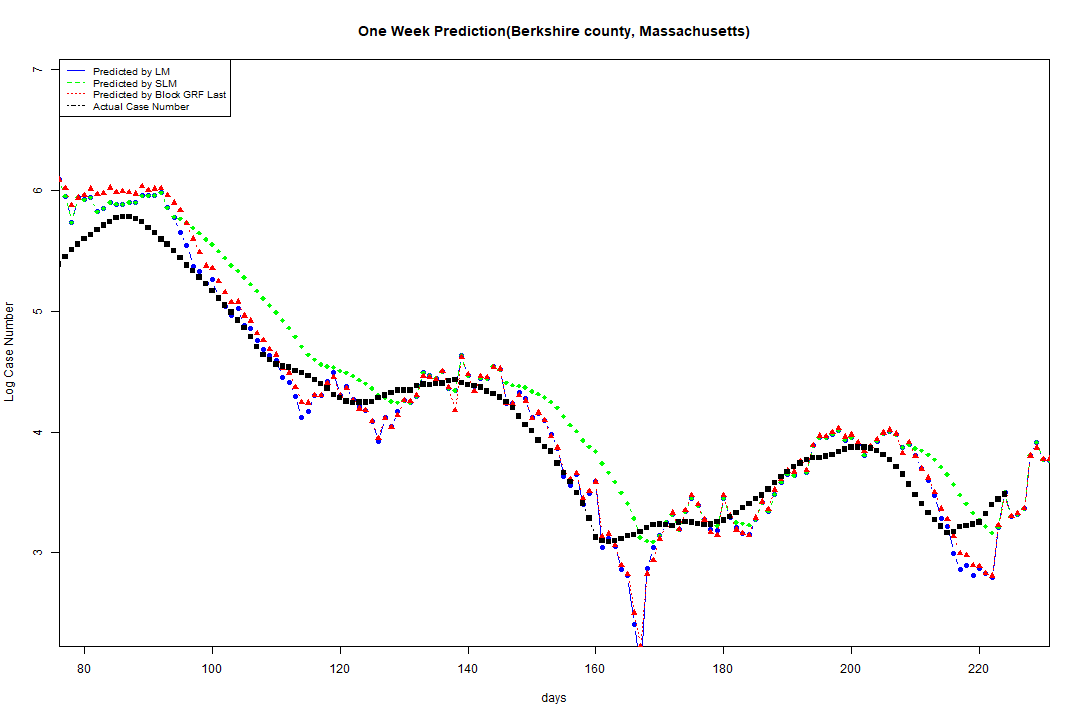 One Week Prediction(Berkshire county, Massachusetts)
Predicted by LM
Predicted by SLM
Predicted by Block GRF Last
Actual Case Number
7
6
5
4
3
Log Case Number
80 100 120 140 160 180 200 220
days